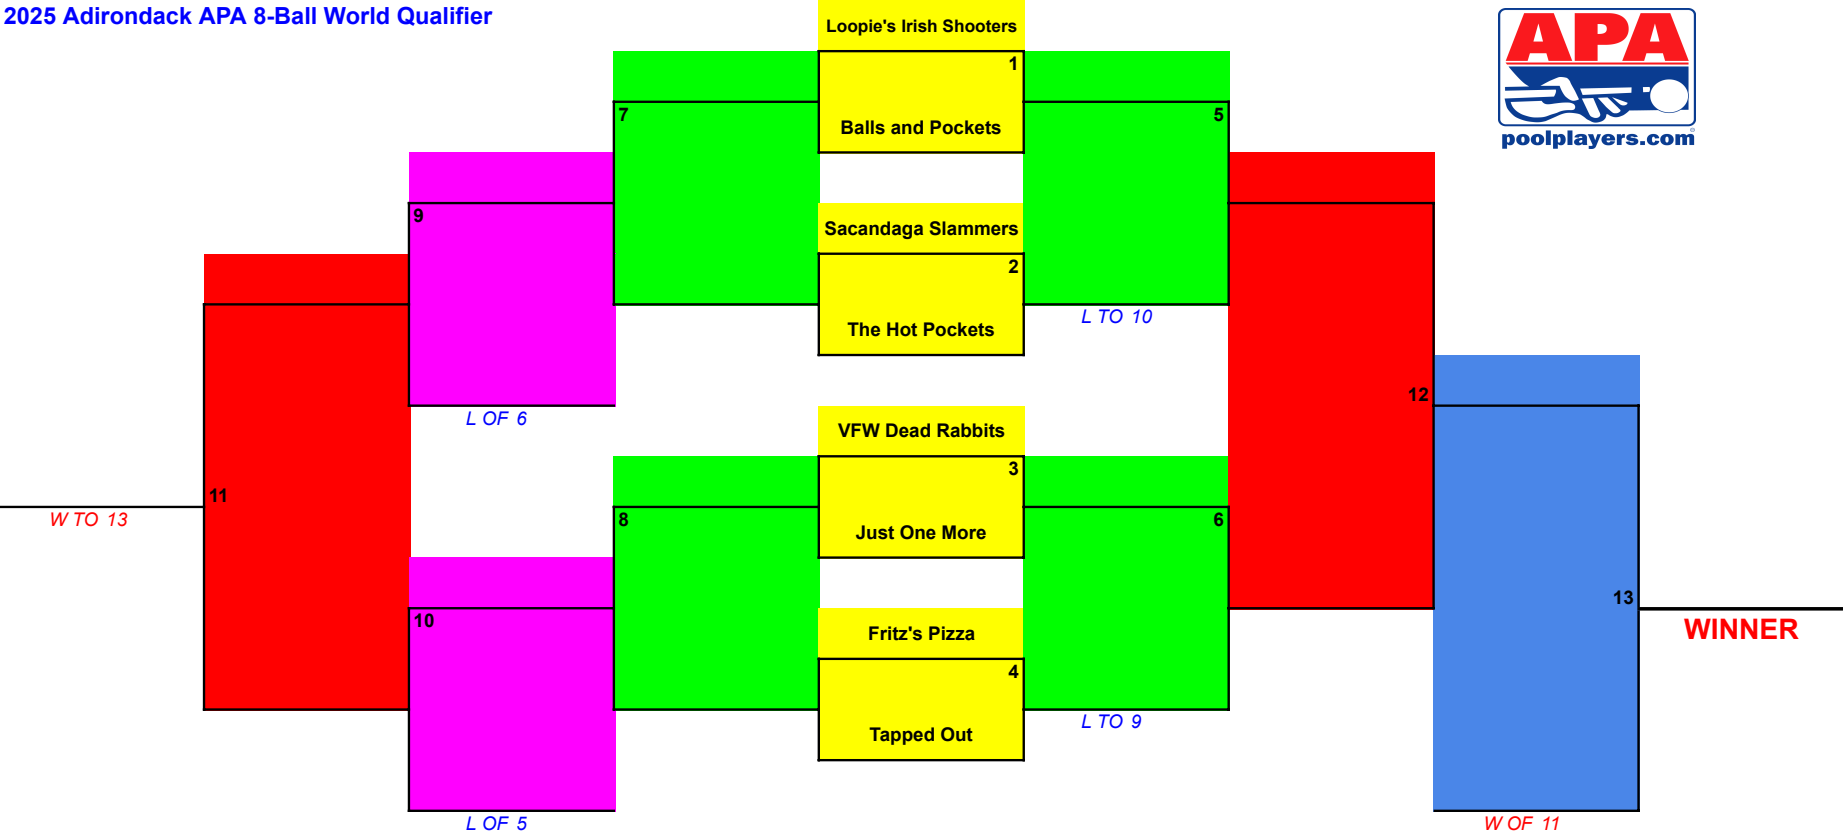 2025 Adirondack APA 8-Ball World Qualifier
Loopie's Irish Shooters
1
Balls and Pockets
7
5
APA
poolplayers.com
9
Sacandaga Slammers
2
The Hot Pockets
L TO 10
L OF 6
12
VFW Dead Rabbits
3
Just One More
11
W TO 13
8
6
10
Fritz's Pizza
4
Tapped Out
L TO 9
13
WINNER
L OF 5
W OF 11